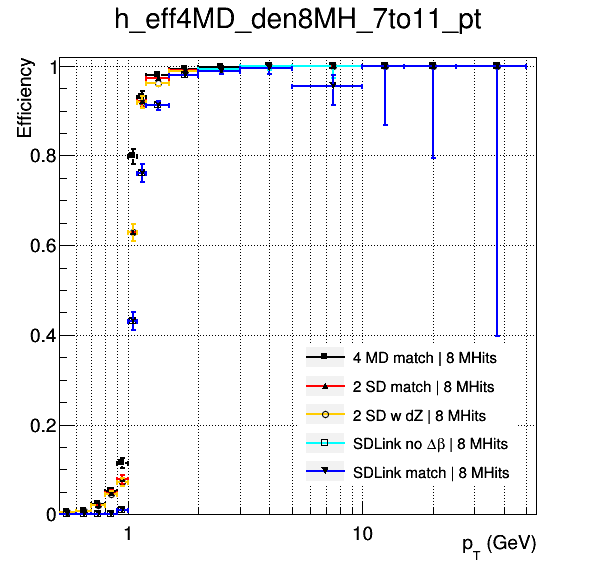 h_eff4MD_den8MH_7to11_pt
Efficiency
1
0.8
0.6
0.4
0.2
0
4 MD match | 8 MHits
2 SD match | 8 MHits
2 SD w dZ | 8 MHits
SDLink no Δβ | 8 MHits
SDLink match | 8 MHits
1
10
p_T (GeV)